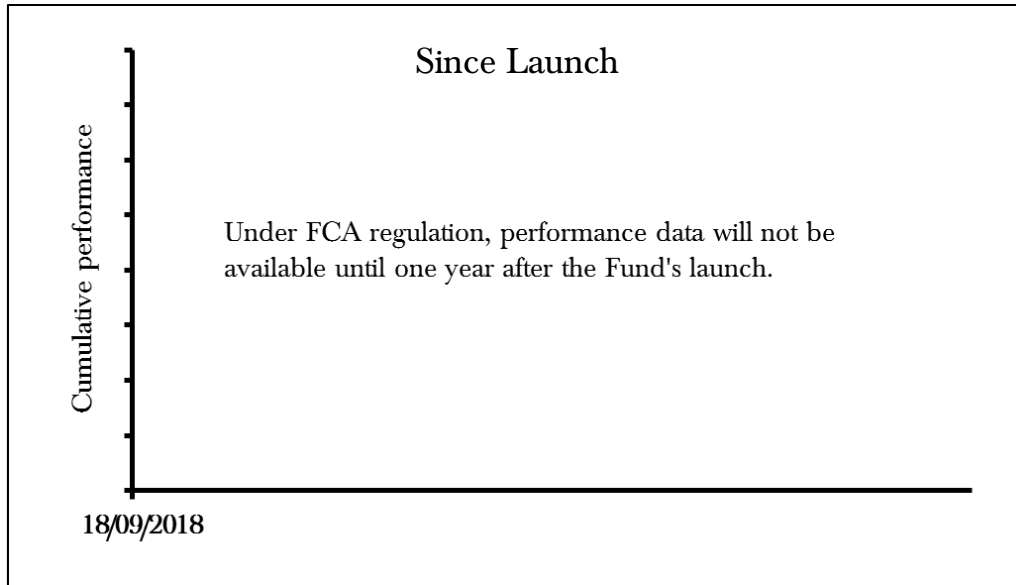 Since Launch
Cumulative performance
Under FCA regulation, performance data will not be
available until one year after the Fund's launch.
18/09/2018